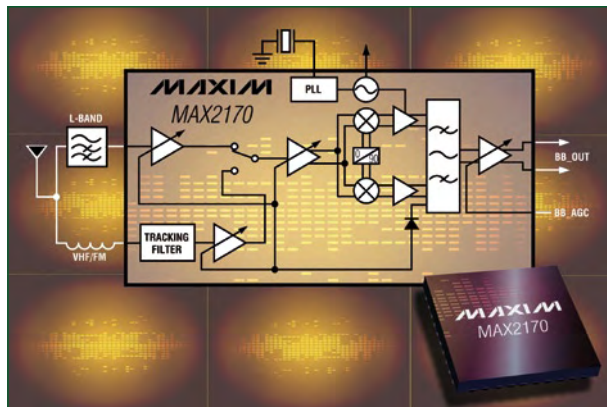 MAXIM
MAX2170
PLL
L-BAND
BB_OUT
BB_AGC
TRACKING
FILTER
VHF/FM
MAXIM
MAX2170